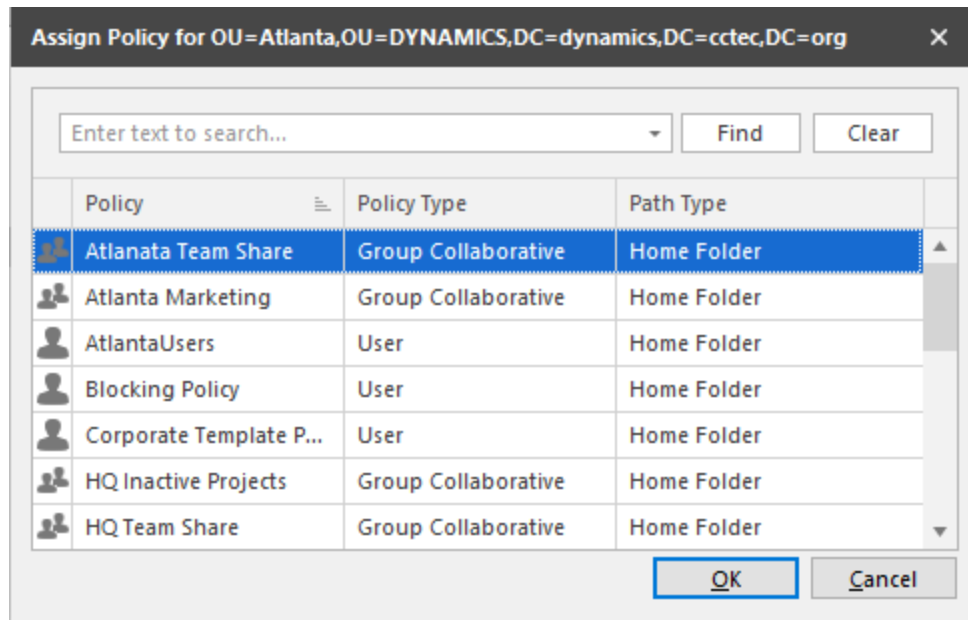 Assign Policy for OU=Atlanta,OU=DYNAMICS,DC=dynamics,DC=cctec,DC=org
Enter text to search... Find Clear
Policy Policy Type Path Type
Atlanata Team Share Group Collaborative Home Folder
Atlanta Marketing Group Collaborative Home Folder
AtlantaUsers User Home Folder
Blocking Policy User Home Folder
Corporate Template P... User Home Folder
HQ Inactive Projects Group Collaborative Home Folder
HQ Team Share Group Collaborative Home Folder
OK Cancel